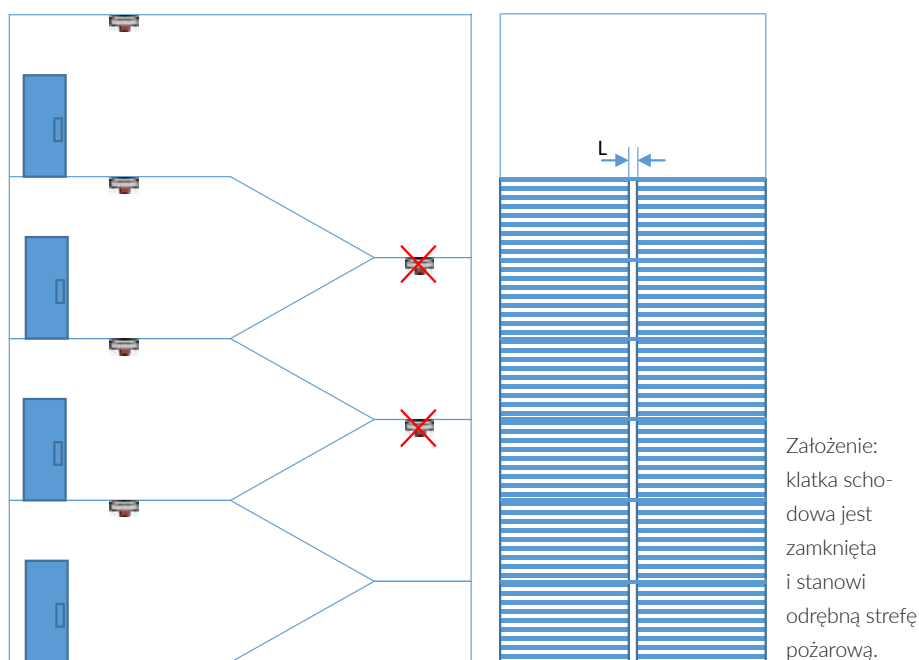 L
Założenie:
klatka scho-
dowa jest
zamknięta
i stanowi
odrębną strefę
pożarową.